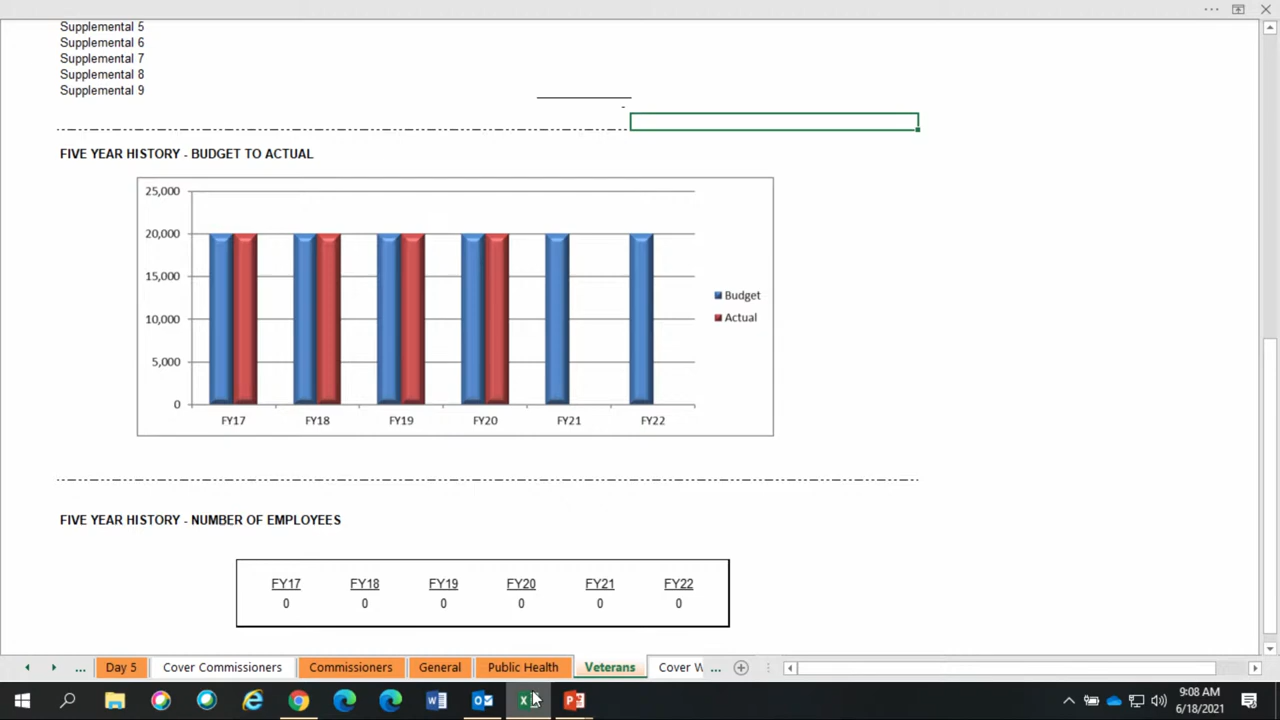 Supplemental 5
Supplemental 6
Supplemental 7
Supplemental 8
Supplemental 9
-
FIVE YEAR HISTORY - BUDGET TO ACTUAL
25,000
20,000
15,000
10,000
5,000
0
Budget
Actual
FY17 FY18 FY19 FY20 FY21 FY22
FIVE YEAR HISTORY - NUMBER OF EMPLOYEES
FY17 FY18 FY19 FY20 FY21 FY22
0 0 0 0 0 0
... Day 5 Cover Commissioners Commissioners General Public Health Veterans Cover W ...
9:08 AM
6/18/2021